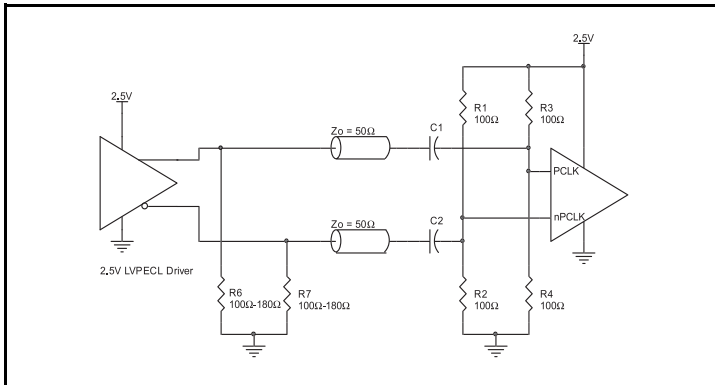 2.5V
2.5V
R1
100Ω
R3
100Ω
Zo = 50Ω
C1
PCLK
nPCLK
Zo = 50Ω
C2
2.5V LVPECL Driver
R6
100Ω-180Ω
R7
100Ω-180Ω
R2
100Ω
R4
100Ω